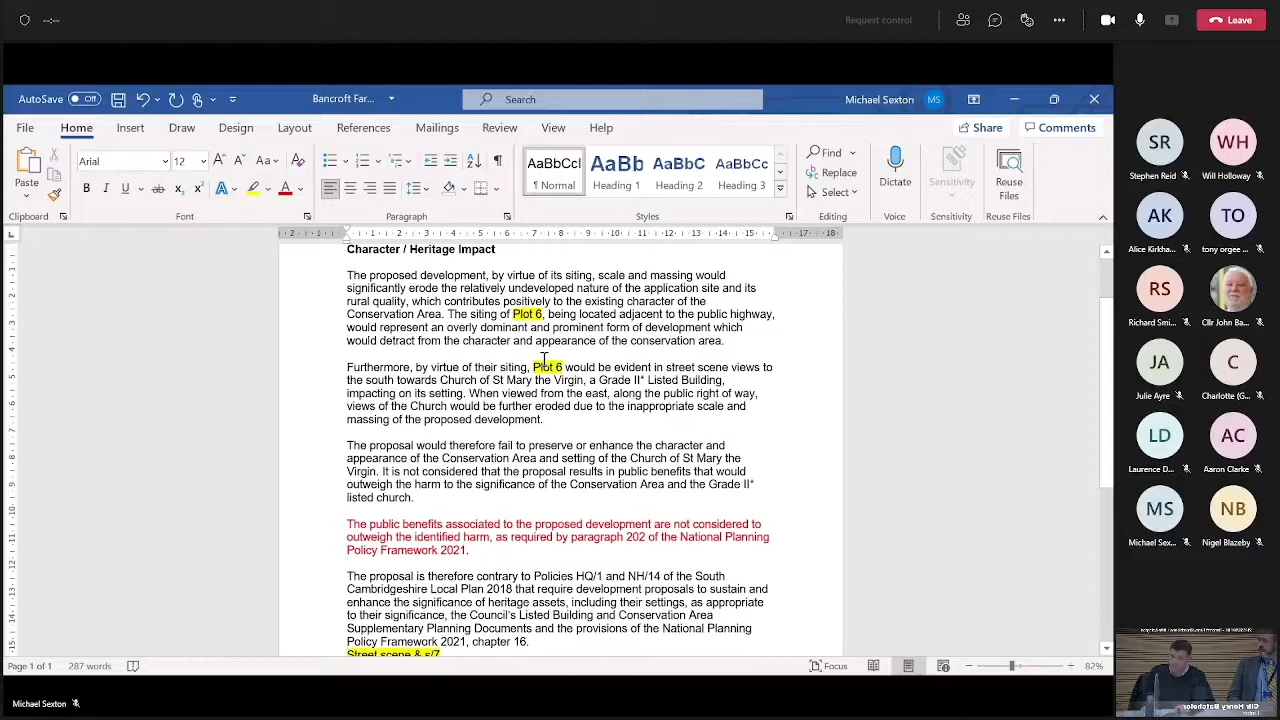 --:--
Request control
Leave
AutoSave Off
Bancroft Far...
Search
Michael Sexton MS
File Home Insert Draw Design Layout References Mailings Review View Help Share Comments
Paste
Arial 12
AaBbCcI AaBb AaBbC AaBbCc
¶ Normal Heading 1 Heading 2 Heading 3
Find
Replace
Select
Dictate
Sensitivity
Reuse Files
Clipboard Font Paragraph Styles Editing Voice Sensitivity Reuse Files
Character / Heritage Impact
The proposed development, by virtue of its siting, scale and massing would
significantly erode the relatively undeveloped nature of the application site and its
rural quality, which contributes positively to the existing character of the
Conservation Area. The siting of Plot 6, being located adjacent to the public highway,
would represent an overly dominant and prominent form of development which
would detract from the character and appearance of the conservation area.
Furthermore, by virtue of their siting, Plot 6 would be evident in street scene views to
the south towards Church of St Mary the Virgin, a Grade II* Listed Building,
impacting on its setting. When viewed from the east, along the public right of way,
views of the Church would be further eroded due to the inappropriate scale and
massing of the proposed development.
The proposal would therefore fail to preserve or enhance the character and
appearance of the Conservation Area and setting of the Church of St Mary the
Virgin. It is not considered that the proposal results in public benefits that would
outweigh the harm to the significance of the Conservation Area and the Grade II*
listed church.
The public benefits associated to the proposed development are not considered to
outweigh the identified harm, as required by paragraph 202 of the National Planning
Policy Framework 2021.
The proposal is therefore contrary to Policies HQ/1 and NH/14 of the South
Cambridgeshire Local Plan 2018 that require development proposals to sustain and
enhance the significance of heritage assets, including their settings, as appropriate
to their significance, the Council's Listed Building and Conservation Area
Supplementary Planning Documents and the provisions of the National Planning
Policy Framework 2021, chapter 16.
Street scene & s/7
Page 1 of 1 287 words Focus 82%
Michael Sexton
SR WH
Stephen Reid Will Holloway
AK TO
Alice Kirkha... tony orgee ...
RS
Richard Smi... Cllr John Ba...
JA C(
Julie Ayre Charlotte (G...
LD AC
Laurence D... Aaron Clarke
MS NB
Michael Sex... Nigel Blazeby
Cllr Henry Batchelor